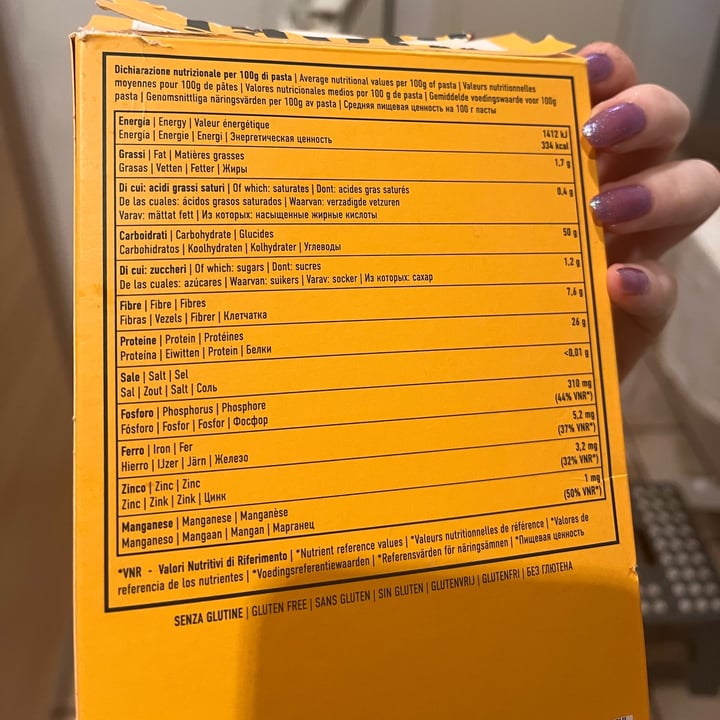 Dichiarazione nutrizionale per 100g di pasta | Average nutritional values per 100g of pasta | Valeurs nutritionnelles
moyennes pour 100g de pâtes | Valores nutricionales medios por 100 g de pasta | Gemiddelde voedingswaarde voor 100g
pasta | Genomsnittliga näringsvärden per 100g av pasta | Средняя пищевая ценность на 100 г пасты
Energía | Energy | Valeur énergétique
Energía | Energie | Energi | Энергетическая ценность
1412 kJ
334 kcal
Grassi | Fat | Matières grasses
Grasas | Vetten | Fetter | Жиры
1,7 g
Di cui: acidi grassi saturi | Of which: saturates | Dont: acides gras saturés
De las cuales: ácidos grasos saturados | Waarvan: verzadigde vetzuren
Varav: mättat fett | Из которых: насыщенные жирные кислоты
0,4 g
Carboidrati | Carbohydrate | Glucides
Carbohidratos | Koolhydraten | Kolhydrater | Углеводы
50 g
Di cui: zuccheri | Of which: sugars | Dont: sucres
De las cuales: azúcares | Waarvan: suikers | Varav: socker | Из которых: сахар
1,2 g
Fibre | Fibre | Fibres
Fibras | Vezels | Fibrer | Клетчатка
7,6 g
Proteine | Protein | Protéines
Proteína | Eiwitten | Protein | Белки
26 g
Sale | Salt | Sel
Sal | Zout | Salt | Соль
<0,01 g
Fosforo | Phosphorus | Phosphore
Fósforo | Fosfor | Fosfor | Фосфор
310 mg
(44% VNR*)
Ferro | Iron | Fer
Hierro | IJzer | Järn | Железо
5,2 mg
(37% VNR*)
Zinco | Zinc | Zinc
Zinc | Zink | Zink | Цинк
3,2 mg
(32% VNR*)
Manganese | Manganese | Manganèse
Manganeso | Mangaan | Mangan | Марганец
1 mg
(50% VNR*)
*VNR - Valori Nutritivi di Riferimento | *Nutrient reference values | *Valeurs nutritionnelles de référence | *Valores de
referencia de los nutrientes | *Voedingsreferentiewaarden | *Referensvärden för näringsämnen | *Пищевая ценность
SENZA GLUTINE | GLUTEN FREE | SANS GLUTEN | SIN GLUTEN | GLUTENVRIJ | GLUTENFRI | БЕЗ ГЛЮТЕНА